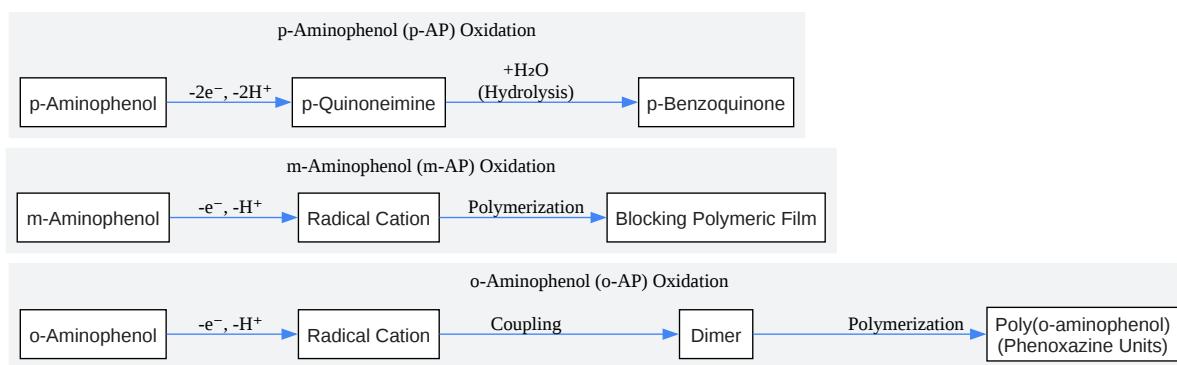 p-Aminophenol (p-AP) Oxidation
p-Aminophenol
-2e⁻, -2H⁺
p-Quinoneimine
+H₂O
(Hydrolysis)
p-Benzoquinone
m-Aminophenol (m-AP) Oxidation
m-Aminophenol
-e⁻, -H⁺
Radical Cation
Polymerization
Blocking Polymeric Film
o-Aminophenol (o-AP) Oxidation
o-Aminophenol
-e⁻, -H⁺
Radical Cation
Coupling
Dimer
Polymerization
Poly(o-aminophenol)
(Phenoxazine Units)